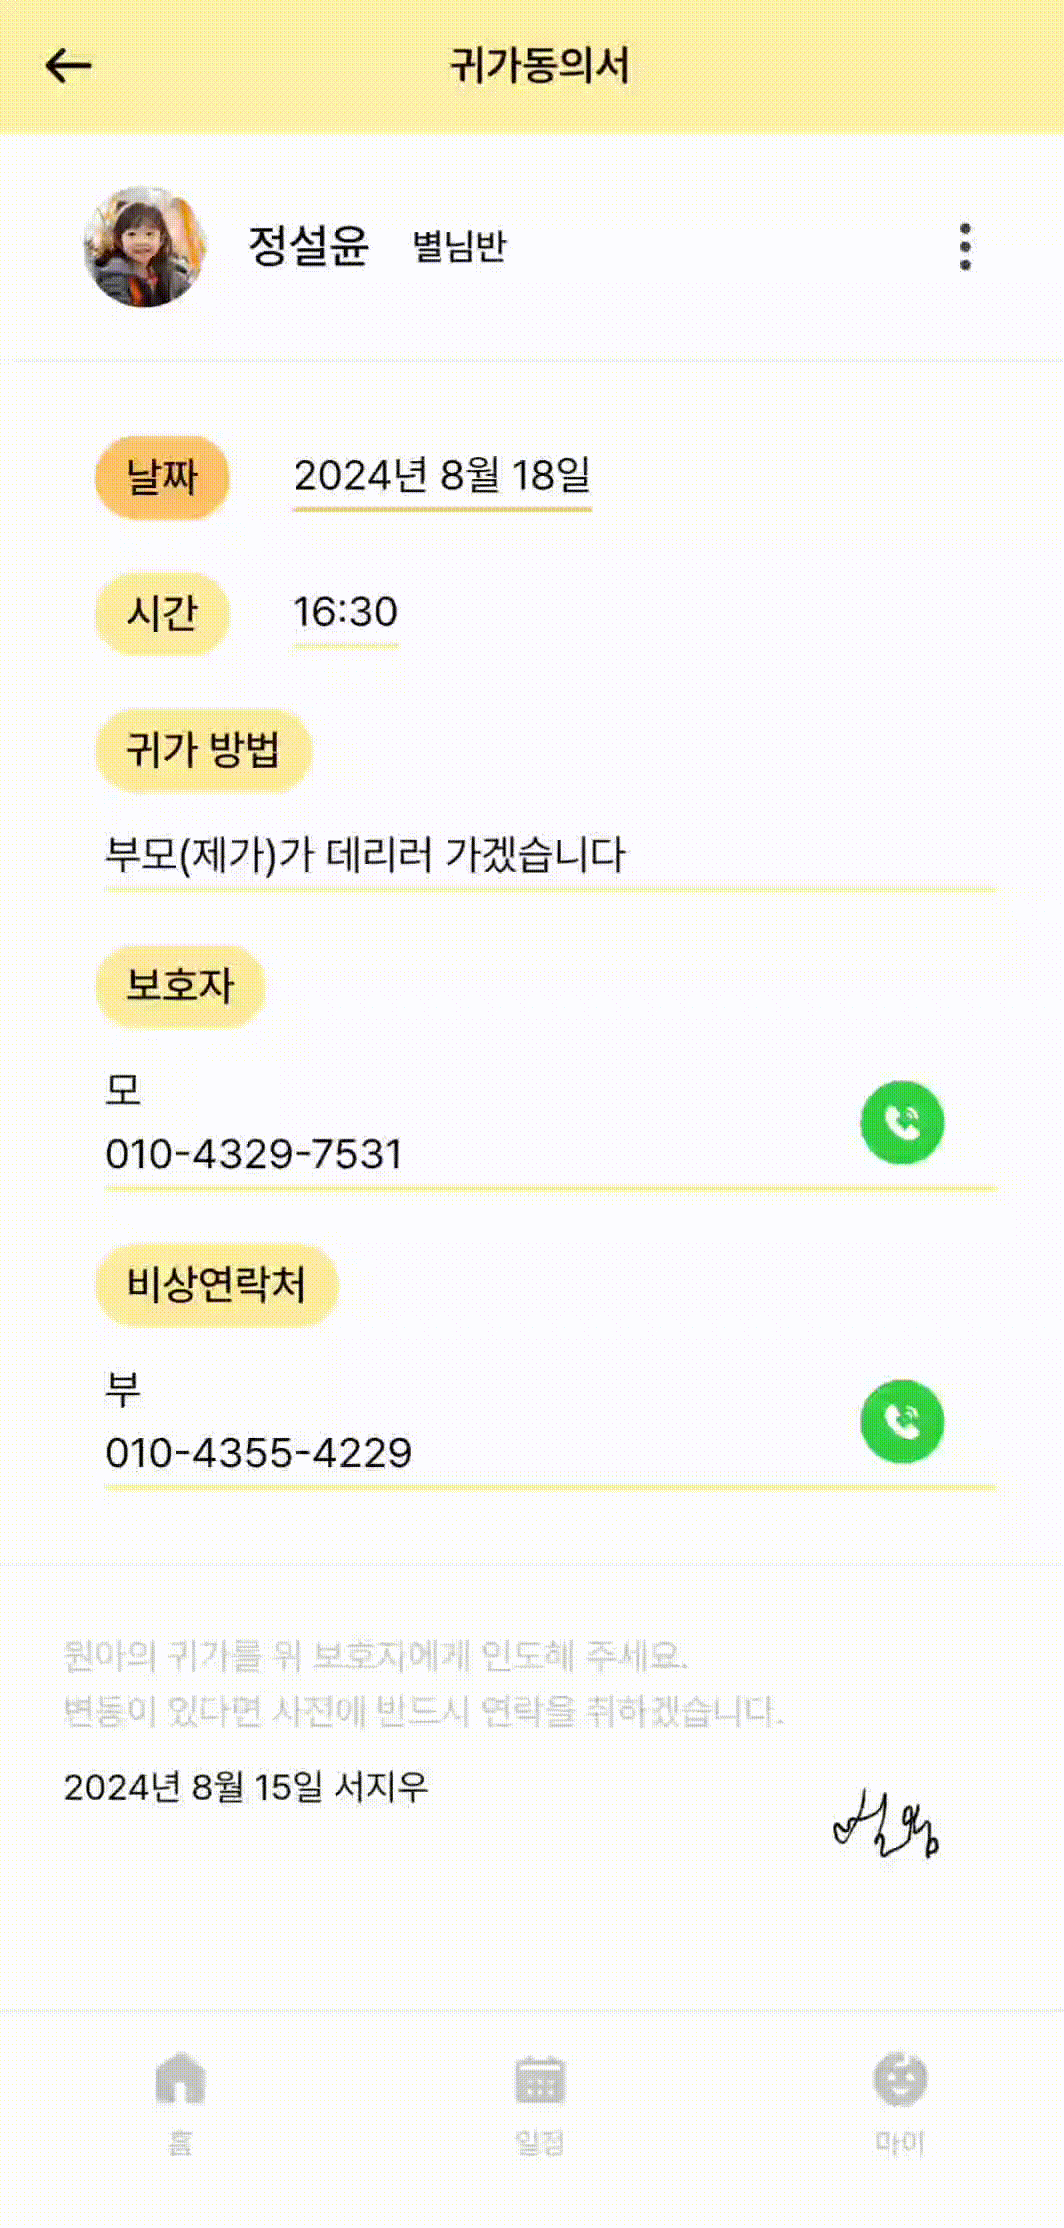 귀가동의서
정설윤 별님반
날짜 2024년 8월 18일
시간 16:30
귀가 방법
부모(제가)가 데리러 가겠습니다
보호자
모
010-4329-7531
비상연락처
부
010-4355-4229
원아의 귀가를 위 보호자에게 인도해 주세요.
변동이 있다면 사전에 반드시 연락을 취하겠습니다.
2024년 8월 15일 서지우
홈 일정 마이